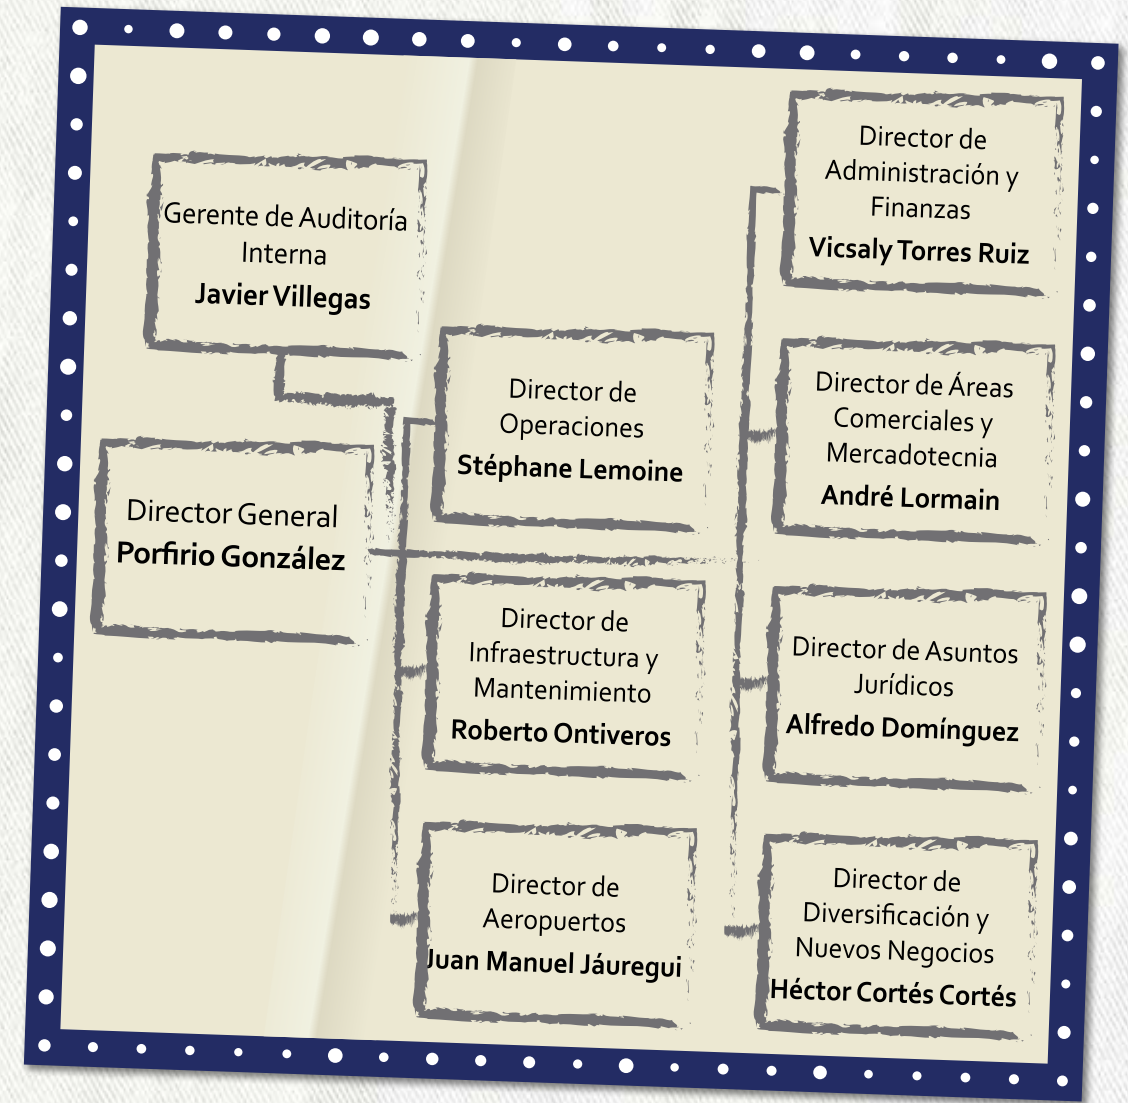 Gerente de Auditoría
Interna
Javier Villegas
Director General
Porfirio González
Director de
Operaciones
Stéphane Lemoine
Director de
Infraestructura y
Mantenimiento
Roberto Ontiveros
Director de
Aeropuertos
Juan Manuel Jáuregui
Director de
Administración y
Finanzas
Vicsaly Torres Ruiz
Director de Áreas
Comerciales y
Mercadotecnia
André Lormain
Director de Asuntos
Jurídicos
Alfredo Domínguez
Director de
Diversificación y
Nuevos Negocios
Héctor Cortés Cortés